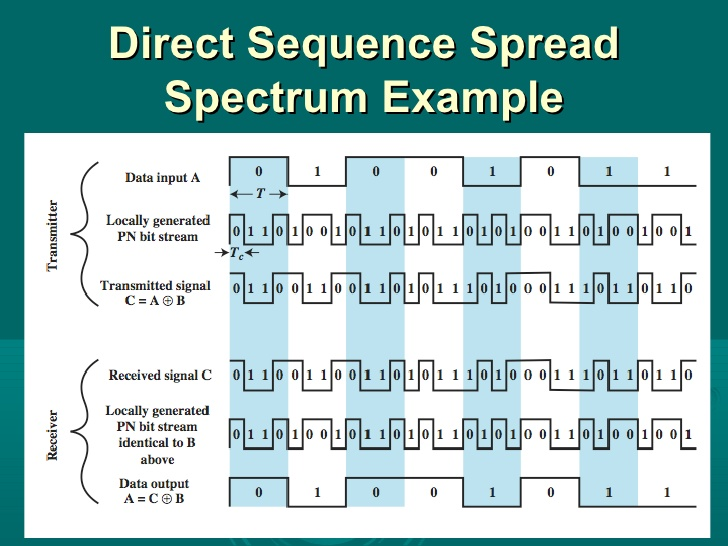 Direct Sequence Spread
Spectrum Example
Transmitter
Data input A
0 1 0 0 1 0 1 1
T
Locally generated
PN bit stream
0 1 1 0 1 0 0 1 0 1 1 0 1 0 1 1 0 1 0 1 0 0 1 1 0 1 0 0 1 0 0 1
Tc
Transmitted signal
C = A ⊕ B
0 1 1 0 0 1 1 0 0 1 1 0 1 0 1 1 1 0 1 0 0 0 1 1 1 0 1 1 0 1 1 0
Receiver
Received signal C
0 1 1 0 0 1 1 0 0 1 1 0 1 0 1 1 1 0 1 0 0 0 1 1 1 0 1 1 0 1 1 0
Locally generated
PN bit stream
identical to B
above
0 1 1 0 1 0 0 1 0 1 1 0 1 0 1 1 0 1 0 1 0 0 1 1 0 1 0 0 1 0 0 1
Data output
A = C ⊕ B
0 1 0 0 1 0 1 1